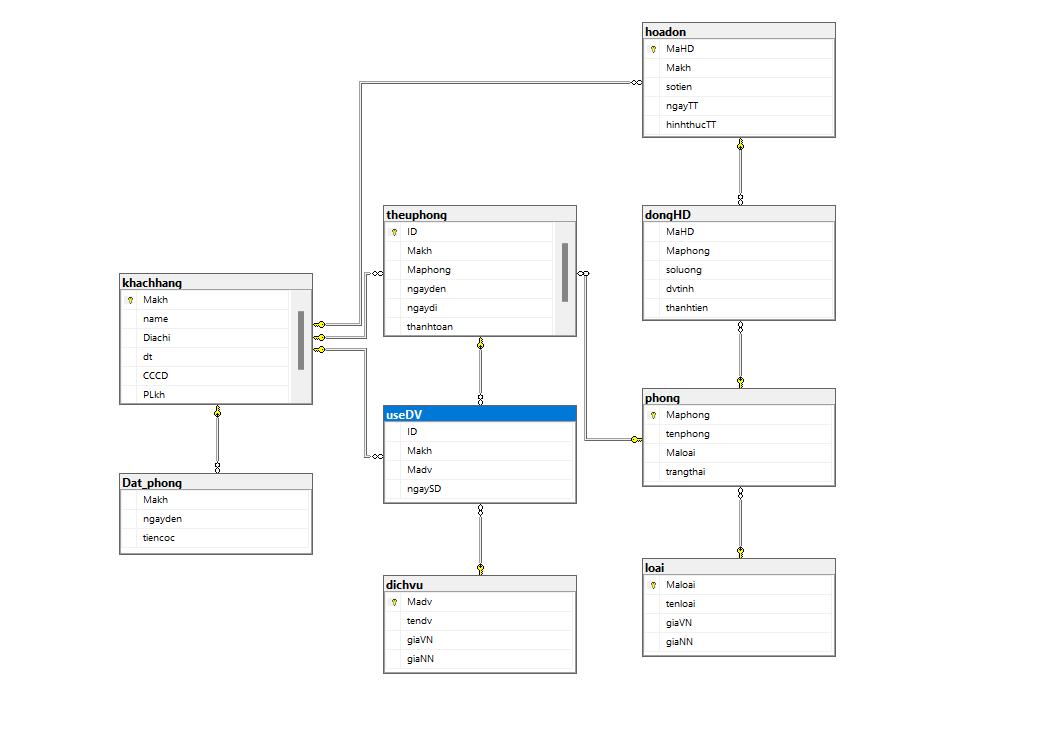 hoadon
MaHD
Makh
sotien
ngayTT
hinhthucTT
theuphong
ID
Makh
Maphong
ngayden
ngaydi
thanhtoan
dongHD
MaHD
Maphong
soluong
dvtinh
thanhtien
khachhang
Makh
name
Diachi
dt
CCCD
PLkh
phong
Maphong
tenphong
Maloai
trangthai
useDV
ID
Makh
Madv
ngaySD
Dat_phong
Makh
ngayden
tiencoc
loai
Maloai
tenloai
giaVN
giaNN
dichvu
Madv
tendv
giaVN
giaNN